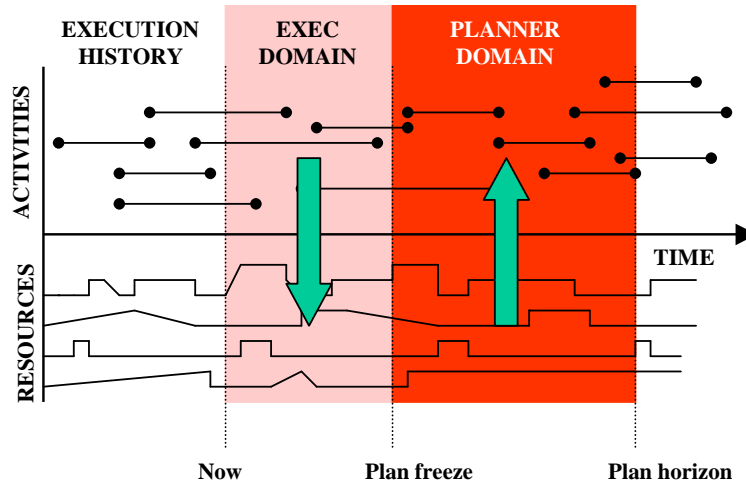 EXECUTION
HISTORY
EXEC
DOMAIN
PLANNER
DOMAIN
ACTIVITIES
TIME
RESOURCES
Now
Plan freeze
Plan horizon